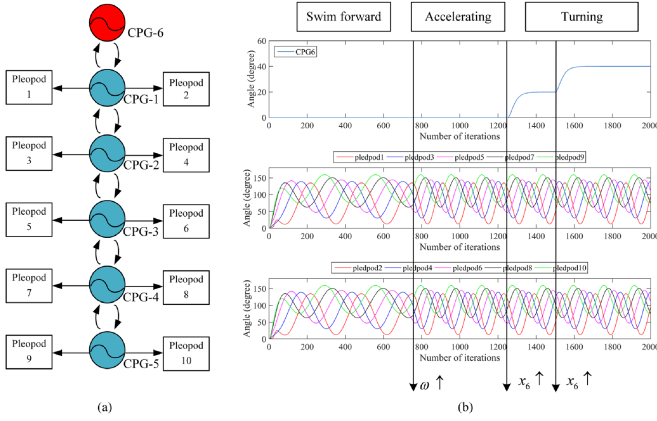 CPG-6
Pleopod
1
CPG-1
Pleopod
2
Pleopod
3
CPG-2
Pleopod
4
Pleopod
5
CPG-3
Pleopod
6
Pleopod
7
CPG-4
Pleopod
8
Pleopod
9
CPG-5
Pleopod
10
(a)
Swim forward
Accelerating
Turning
Angle (degree)
60
40
20
0
CPG6
0 200 400 600 800 1000 1200 1400 1600 1800 2000
Number of iterations
pledpod1 pledpod3 pledpod5 pledpod7 pledpod9
Angle (degree)
150
100
50
0
0 200 400 600 800 1000 1200 1400 1600 1800 2000
Number of iterations
pledpod2 pledpod4 pledpod6 pledpod8 pledpod10
Angle (degree)
150
100
50
0
0 200 400 600 800 1000 1200 1400 1600 1800 2000
Number of iterations
ω ↑
x₆ ↑
x₆ ↑
(b)